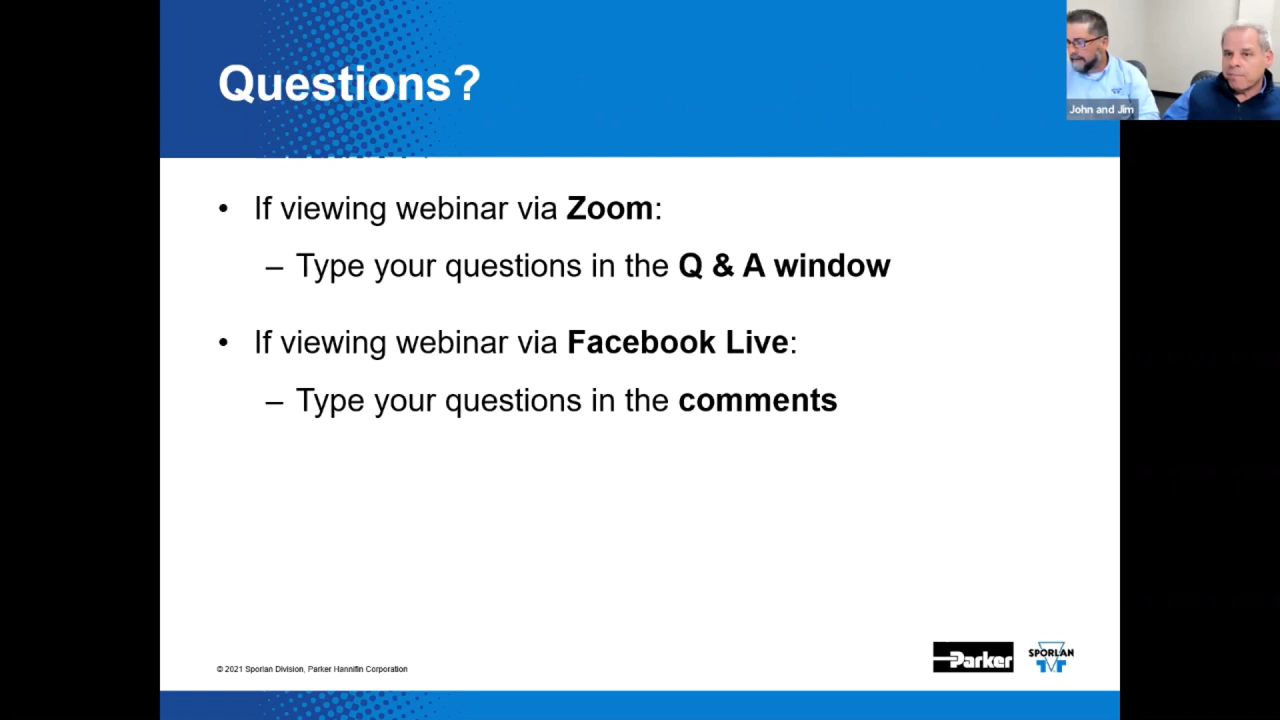 Questions?
John and Jim
• If viewing webinar via Zoom:
– Type your questions in the Q & A window
• If viewing webinar via Facebook Live:
– Type your questions in the comments
© 2021 Sporlan Division, Parker Hannifin Corporation
Parker
SPORLAN